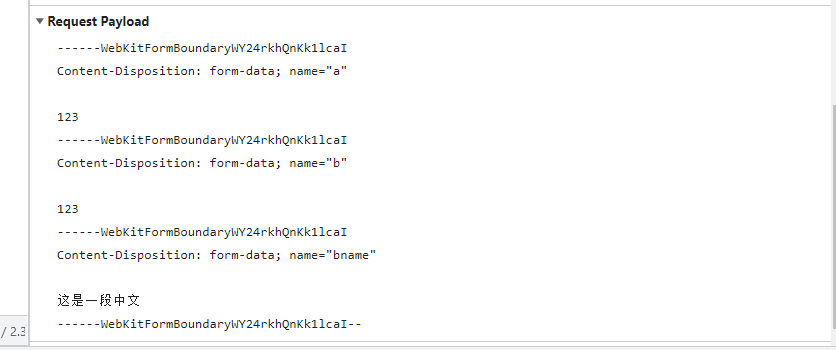 Request Payload
------WebKitFormBoundaryWY24rkhQnKk1lcaI
Content-Disposition: form-data; name="a"
123
------WebKitFormBoundaryWY24rkhQnKk1lcaI
Content-Disposition: form-data; name="b"
123
------WebKitFormBoundaryWY24rkhQnKk1lcaI
Content-Disposition: form-data; name="bname"
这是一段中文
------WebKitFormBoundaryWY24rkhQnKk1lcaI--
/ 2.3